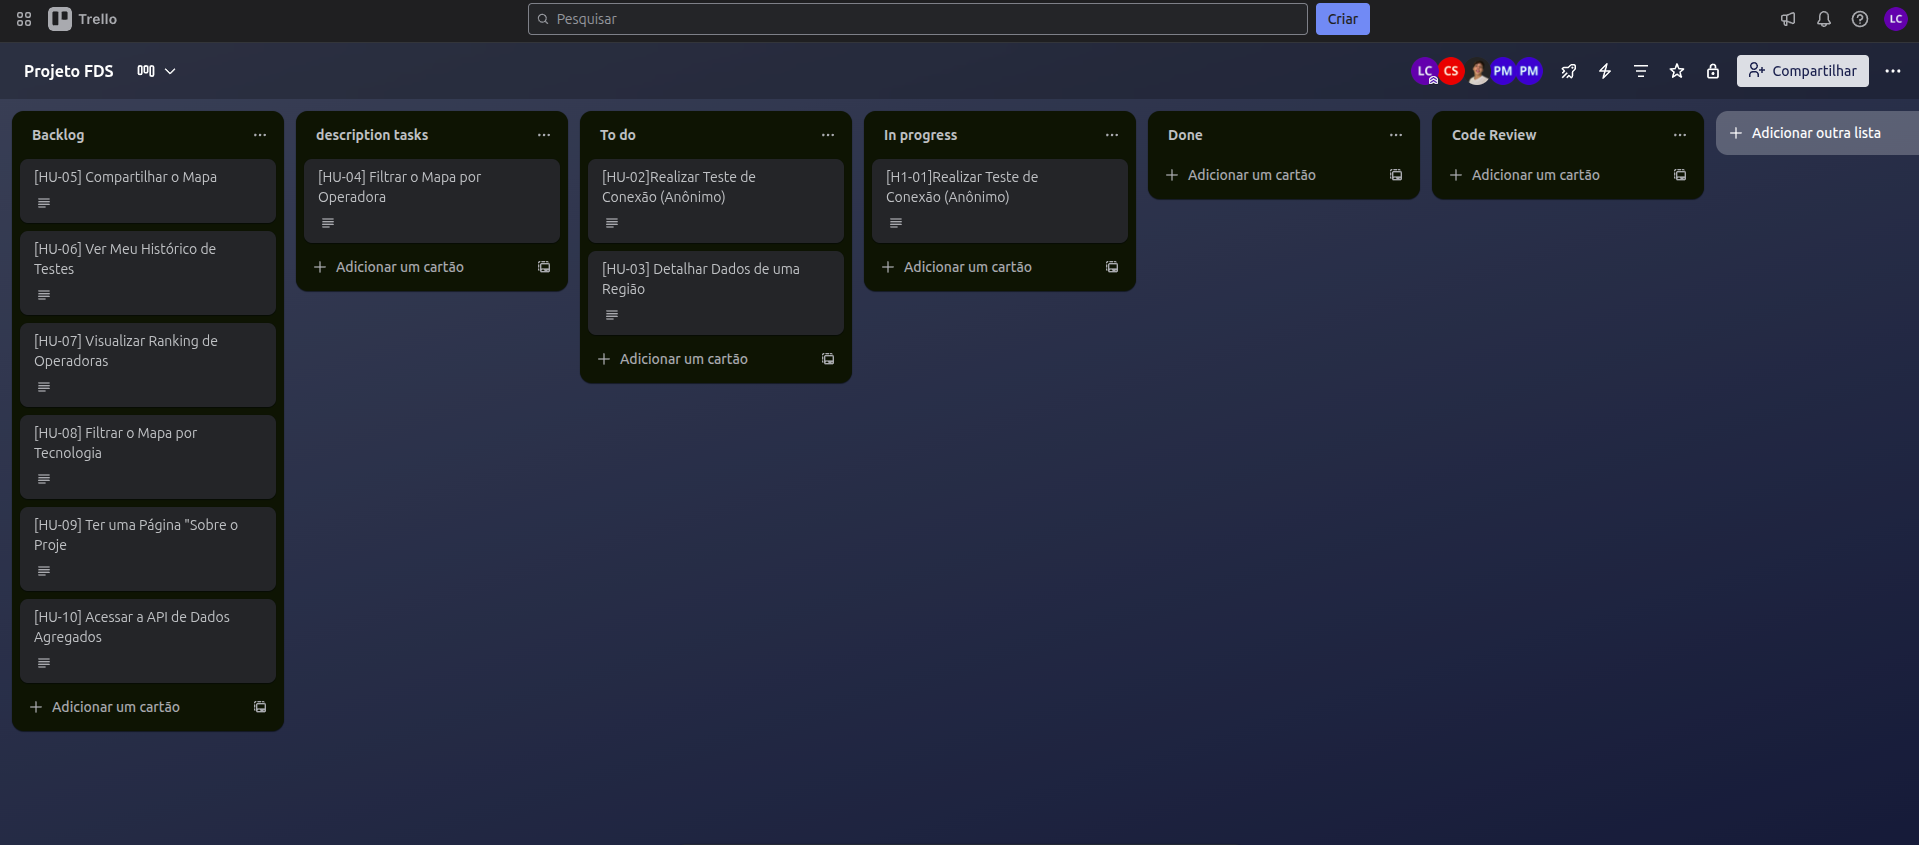 Trello
Pesquisar
Criar
LC
Projeto FDS
LC
CS
PM
PM
Compartilhar
Backlog
[HU-05] Compartilhar o Mapa
[HU-06] Ver Meu Histórico de
Testes
[HU-07] Visualizar Ranking de
Operadoras
[HU-08] Filtrar o Mapa por
Tecnologia
[HU-09] Ter uma Página "Sobre o
Proje
[HU-10] Acessar a API de Dados
Agregados
Adicionar um cartão
description tasks
[HU-04] Filtrar o Mapa por
Operadora
Adicionar um cartão
To do
[HU-02]Realizar Teste de
Conexão (Anônimo)
[HU-03] Detalhar Dados de uma
Região
Adicionar um cartão
In progress
[H1-01]Realizar Teste de
Conexão (Anônimo)
Adicionar um cartão
Done
Adicionar um cartão
Code Review
Adicionar um cartão
Adicionar outra lista